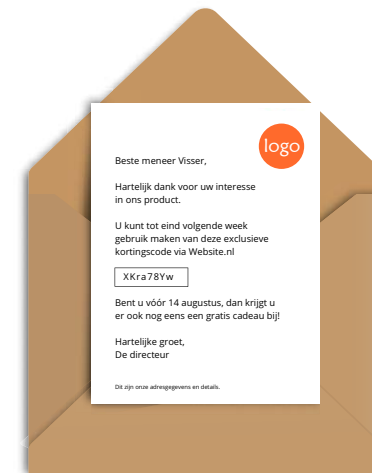 logo
Beste meneer Visser,
Hartelijk dank voor uw interesse
in ons product.
U kunt tot eind volgende week
gebruik maken van deze exclusieve
kortingscode via Website.nl
XKra78Yw
Bent u vóór 14 augustus, dan krijgt u
er ook nog eens een gratis cadeau bij!
Hartelijke groet,
De directeur
Dit zijn onze adresgegevens en details.